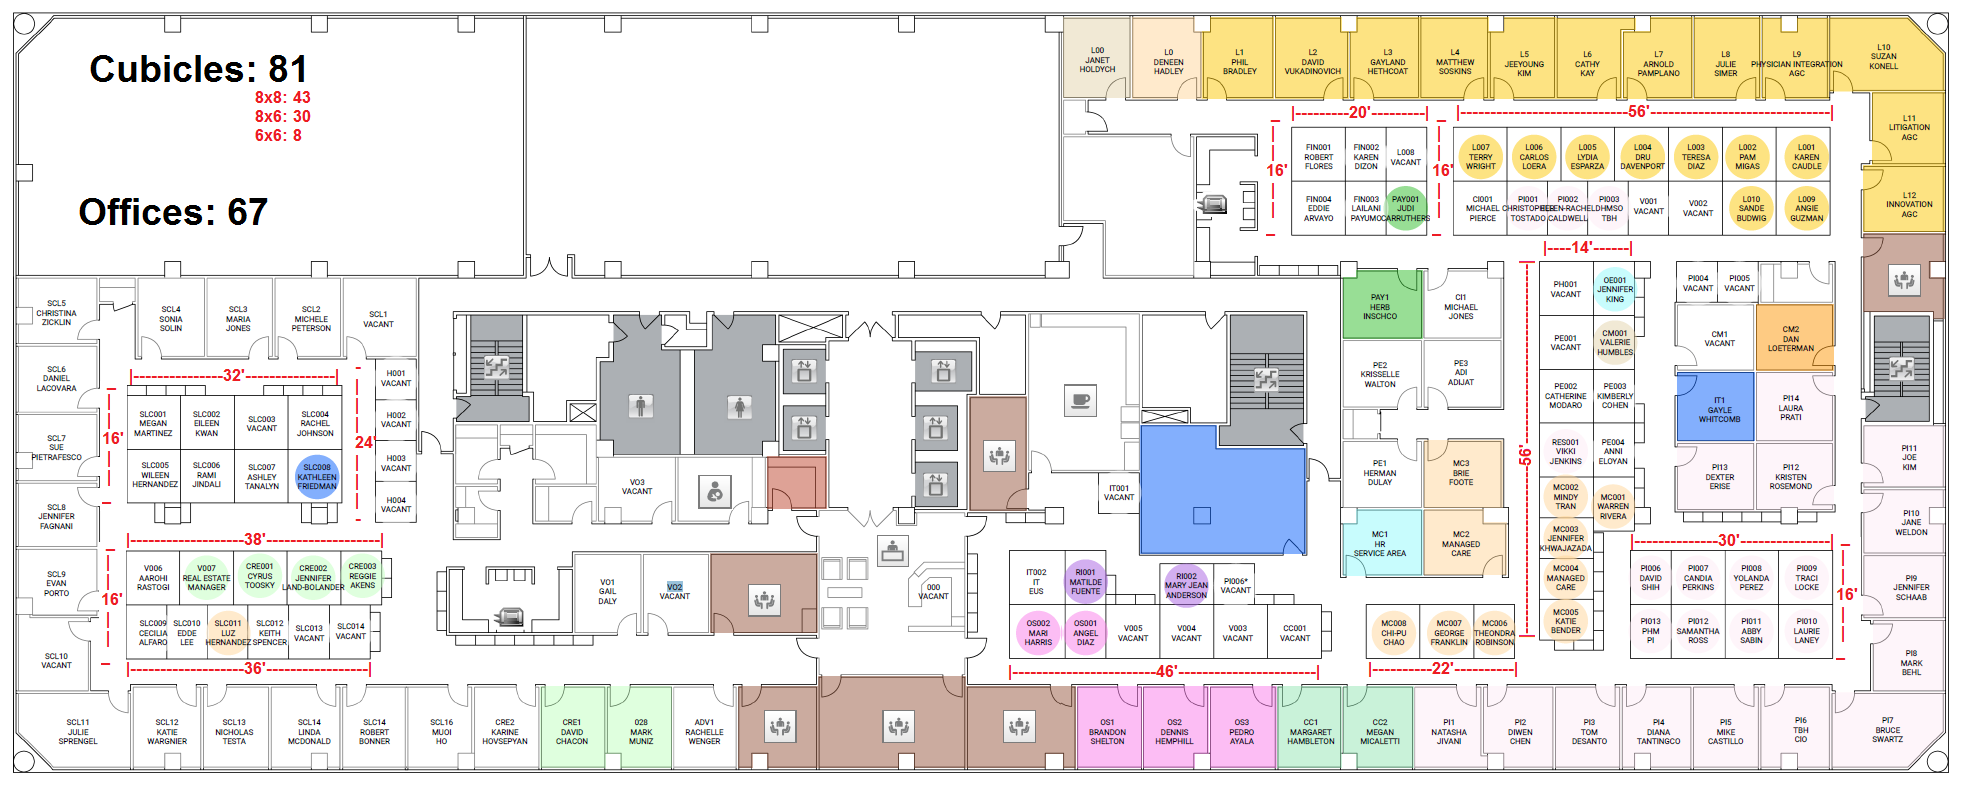 Cubicles: 81
8x8: 43
8x6: 30
6x6: 8
Offices: 67
L00
JANET
HOLDYCH
L0
DENEEN
HADLEY
L1
PHIL
BRADLEY
L2
DAVID
VUKADINOVICH
L3
GAYLAND
HETHCOAT
L4
MATTHEW
SOSKINS
L5
JEEYOUNG
KIM
L6
CATHY
KAY
L7
ARNOLD
PAMPLANO
L8
JULIE
SIMER
L9
PHYSICIAN INTEGRATION
AGC
L10
SUZAN
KONELL
L11
LITIGATION
AGC
L12
INNOVATION
AGC
20'
56'
16'
16'
FIN001
ROBERT
FLORES
FIN002
KAREN
DIZON
L008
VACANT
FIN004
EDDIE
ARVAYO
FIN003
LAILANI
PAYUMO
PAY001
JUDI
CARRUTHERS
L007
TERRY
WRIGHT
L006
CARLOS
LOERA
L005
LYDIA
ESPARZA
L004
DRU
DAVENPORT
L003
TERESA
DIAZ
L002
PAM
MIGAS
L001
KAREN
CAUDLE
CI001
MICHAEL
PIERCE
PI001
CHRISTOPHER
TOSTADO
PI002
CALDWELL
PI003
TBH
V001
VACANT
V002
VACANT
L010
SANDE
BUDWIG
L009
ANGIE
GUZMAN
14'
SCL5
CHRISTINA
ZICKLIN
SCL4
SONIA
SOLIN
SCL3
MARIA
JONES
SCL2
MICHELE
PETERSON
SCL1
VACANT
PAY1
HERB
INSCHCO
CI1
MICHAEL
JONES
PH001
VACANT
OE001
JENNIFER
KING
PI004
VACANT
PI005
VACANT
PE001
VACANT
CM001
VALERIE
HUMBLES
CM1
VACANT
CM2
DAN
LOETERMAN
SCL6
DANIEL
LACOVARA
32'
H001
VACANT
H002
VACANT
H003
VACANT
H004
VACANT
24'
16'
PE2
KRISSELLE
WALTON
PE3
ADI
ADIJAT
PE002
CATHERINE
MODARO
PE003
KIMBERLY
COHEN
IT1
GAYLE
WHITCOMB
PI14
LAURA
PRATI
SLC001
MEGAN
MARTINEZ
SLC002
EILEEN
KWAN
SLC003
VACANT
SLC004
RACHEL
JOHNSON
SCL7
SUE
PIETRAFESCO
SLC005
WILEEN
HERNANDEZ
SLC006
RAMI
JINDALI
SLC007
ASHLEY
TANALYN
SLC008
KATHLEEN
FRIEDMAN
VO3
VACANT
IT001
VACANT
PE1
HERMAN
DULAY
MC3
BRIE
FOOTE
56'
RES001
VIKKI
JENKINS
PE004
ANNI
ELOYAN
PI13
DEXTER
ERISE
PI12
KRISTEN
ROSEMOND
PI11
JOE
KIM
SCL8
JENNIFER
FAGNANI
MC002
MINDY
TRAN
MC001
WARREN
RIVERA
PI10
JANE
WELDON
38'
MC1
HR
SERVICE AREA
MC2
MANAGED
CARE
MC003
JENNIFER
KHWAJAZADA
30'
SCL9
EVAN
PORTO
16'
V006
AAROHI
RASTOGI
V007
REAL ESTATE
MANAGER
CRE001
CYRUS
TOOSKY
CRE002
JENNIFER
LAND-BOLANDER
CRE003
REGGIE
AKENS
VO1
GAIL
DALY
VO2
VACANT
000
VACANT
IT002
IT
EUS
RI001
MATILDE
FUENTE
RI002
MARY JEAN
ANDERSON
PI006*
VACANT
MC004
MANAGED
CARE
PI006
DAVID
SHIH
PI007
CANDIA
PERKINS
PI008
YOLANDA
PEREZ
PI009
TRACI
LOCKE
16'
PI9
JENNIFER
SCHAAB
SLC009
CECILIA
ALFARO
SLC010
EDDE
LEE
SLC011
LUZ
HERNANDEZ
SLC012
KEITH
SPENCER
SLC013
VACANT
SLC014
VACANT
OS002
MARI
HARRIS
OS001
ANGEL
DIAZ
V005
VACANT
V004
VACANT
V003
VACANT
CC001
VACANT
MC008
CHI-PU
CHAO
MC007
GEORGE
FRANKLIN
MC006
THEONDRA
ROBINSON
MC005
KATIE
BENDER
PI013
PHM
PI
PI012
SAMANTHA
ROSS
PI011
ABBY
SABIN
PI010
LAURIE
LANEY
SCL10
VACANT
36'
46'
22'
PI8
MARK
BEHL
SCL11
JULIE
SPRENGEL
SCL12
KATIE
WARGNIER
SCL13
NICHOLAS
TESTA
SCL14
LINDA
MCDONALD
SLC14
ROBERT
BONNER
SCL16
MUOI
HO
CRE2
KARINE
HOVSEPYAN
CRE1
DAVID
CHACON
028
MARK
MUNIZ
ADV1
RACHELLE
WENGER
OS1
BRANDON
SHELTON
OS2
DENNIS
HEMPHILL
OS3
PEDRO
AYALA
CC1
MARGARET
HAMBLETON
CC2
MEGAN
MICALETTI
PI1
NATASHA
JIVANI
PI2
DIWEN
CHEN
PI3
TOM
DESANTO
PI4
DIANA
TANTINGCO
PI5
MIKE
CASTILLO
PI6
TBH
CIO
PI7
BRUCE
SWARTZ